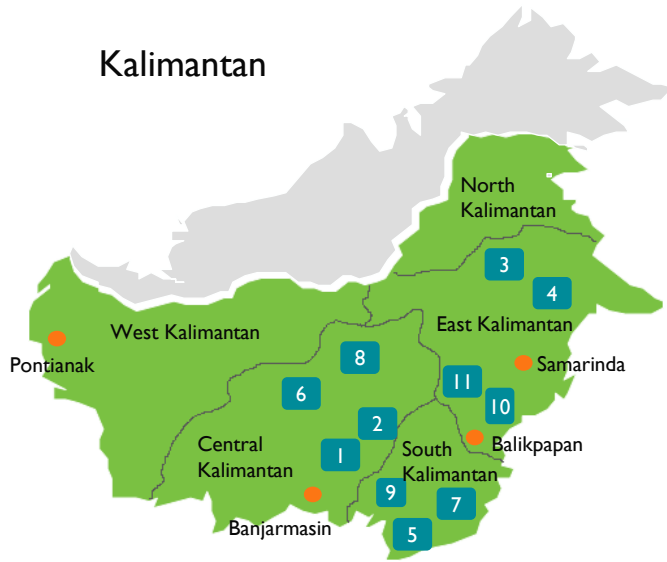 Kalimantan
North
Kalimantan
3
4
West Kalimantan
East Kalimantan
Pontianak
8
Samarinda
11
6
10
2
Central
Kalimantan
South
Kalimantan
Balikpapan
1
9
7
Banjarmasin
5